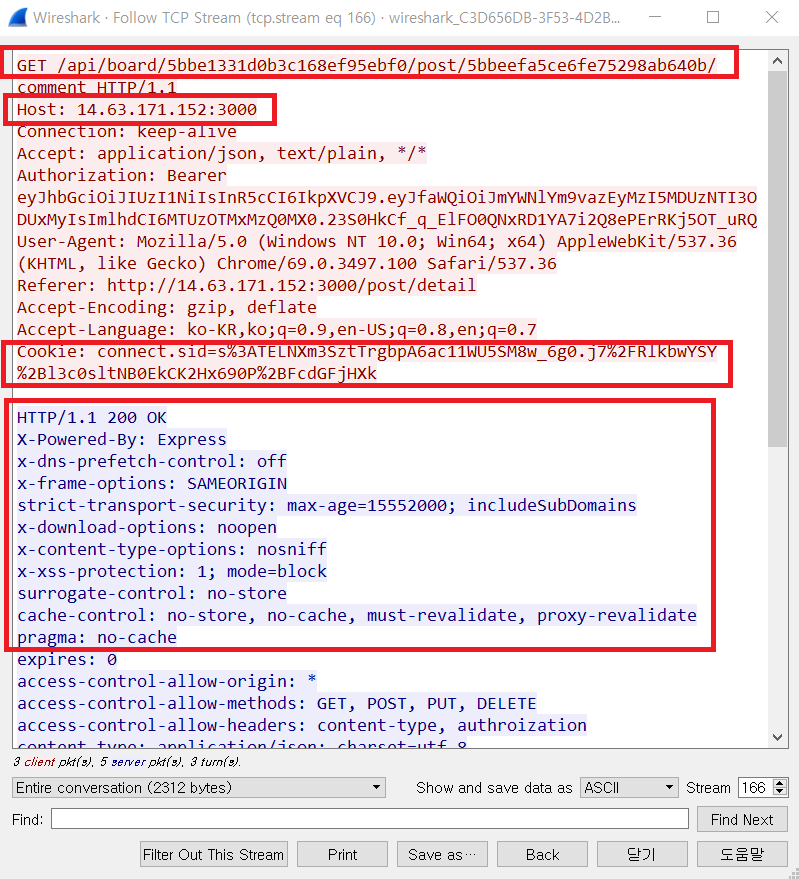 Wireshark · Follow TCP Stream (tcp.stream eq 166) · wireshark_C3D656DB-3F53-4D2B...
GET /api/board/5bbe1331d0b3c168ef95ebf0/post/5bbeefa5ce6fe75298ab640b/
comment HTTP/1.1
Host: 14.63.171.152:3000
Connection: keep-alive
Accept: application/json, text/plain, */*
Authorization: Bearer
eyJhbGciOiJIUzI1NiIsInR5cCI6IkpXVCJ9.eyJfaWQiOiJmYWNlYm9vazEyMzI5MDUzNTI3O
DUxMyIsImlhdCI6MTUzOTMxMzQ0MX0.23S0HkCf_q_ElFO0QNxRD1YA7i2Q8ePErRKj5OT_uRQ
User-Agent: Mozilla/5.0 (Windows NT 10.0; Win64; x64) AppleWebKit/537.36
(KHTML, like Gecko) Chrome/69.0.3497.100 Safari/537.36
Referer: http://14.63.171.152:3000/post/detail
Accept-Encoding: gzip, deflate
Accept-Language: ko-KR,ko;q=0.9,en-US;q=0.8,en;q=0.7
Cookie: connect.sid=s%3ATELNXm3SztTrgbpA6ac11WU5SM8w_6g0.j7%2FRlkbwYSY
%2Bl3c0sltNB0EkCK2Hx690P%2BFcdGFjHXk
HTTP/1.1 200 OK
X-Powered-By: Express
x-dns-prefetch-control: off
x-frame-options: SAMEORIGIN
strict-transport-security: max-age=15552000; includeSubDomains
x-download-options: noopen
x-content-type-options: nosniff
x-xss-protection: 1; mode=block
surrogate-control: no-store
cache-control: no-store, no-cache, must-revalidate, proxy-revalidate
pragma: no-cache
expires: 0
access-control-allow-origin: *
access-control-allow-methods: GET, POST, PUT, DELETE
access-control-allow-headers: content-type, authroization
content-type: application/json; charset=utf-8
3 client pkt(s), 5 server pkt(s), 3 turn(s).
Entire conversation (2312 bytes) Show and save data as ASCII Stream 166
Find: Find Next
Filter Out This Stream Print Save as… Back 닫기 도움말